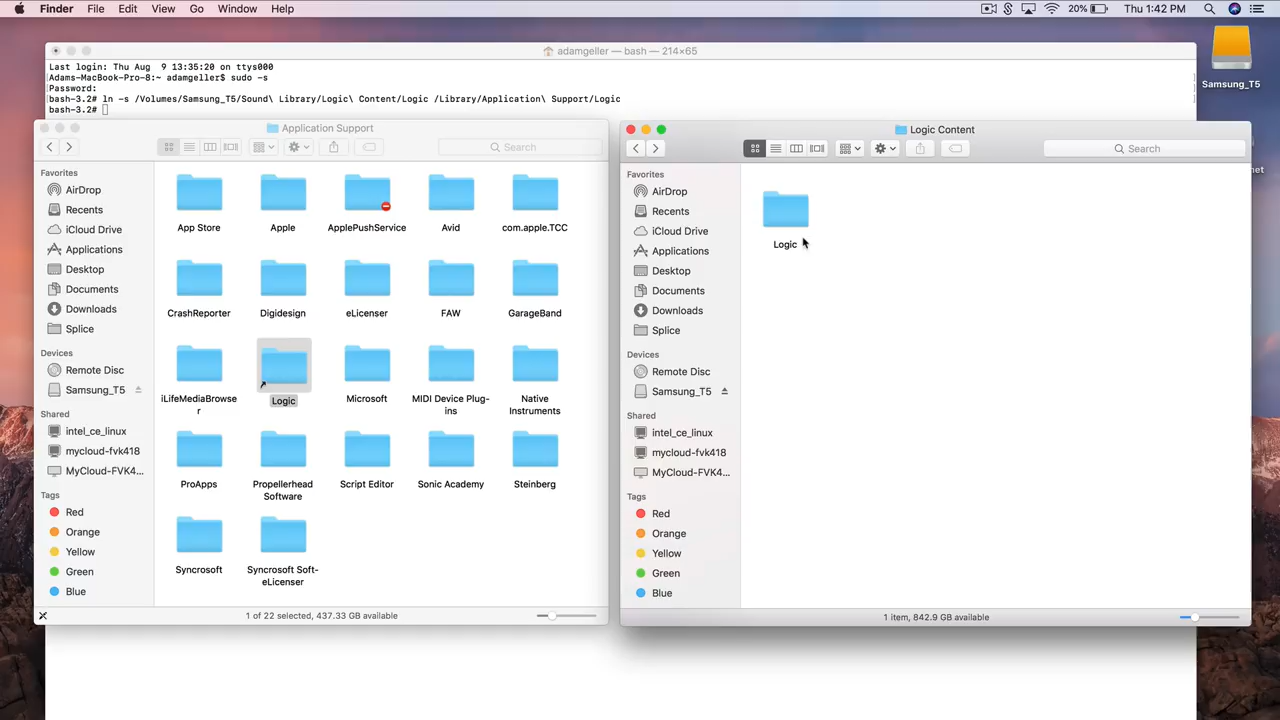 Finder File Edit View Go Window Help 20% Thu 1:42 PM
adamgeller — bash — 214×65
Last login: Thu Aug  9 13:35:20 on ttys000
[Adams-MacBook-Pro-8:~ adamgeller$ sudo -s
[Password:
[bash-3.2# ln -s /Volumes/Samsung_T5/Sound\ Library/Logic\ Content/Logic /Library/Application\ Support/Logic
bash-3.2#
Samsung_T5
Application Support
Search
Favorites
AirDrop
Recents
iCloud Drive
Applications
Desktop
Documents
Downloads
Splice
Devices
Remote Disc
Samsung_T5
Shared
intel_ce_linux
mycloud-fvk418
MyCloud-FVK4...
Tags
Red
Orange
Yellow
Green
Blue
App Store
Apple
ApplePushService
Avid
com.apple.TCC
CrashReporter
Digidesign
eLicenser
FAW
GarageBand
iLifeMediaBrowse
r
Logic
Microsoft
MIDI Device Plug-
ins
Native
Instruments
ProApps
Propellerhead
Software
Script Editor
Sonic Academy
Steinberg
Syncrosoft
Syncrosoft Soft-
eLicenser
1 of 22 selected, 437.33 GB available
Logic Content
Search
Favorites
AirDrop
Recents
iCloud Drive
Applications
Desktop
Documents
Downloads
Splice
Devices
Remote Disc
Samsung_T5
Shared
intel_ce_linux
mycloud-fvk418
MyCloud-FVK4...
Tags
Red
Orange
Yellow
Green
Blue
Logic
1 item, 842.9 GB available